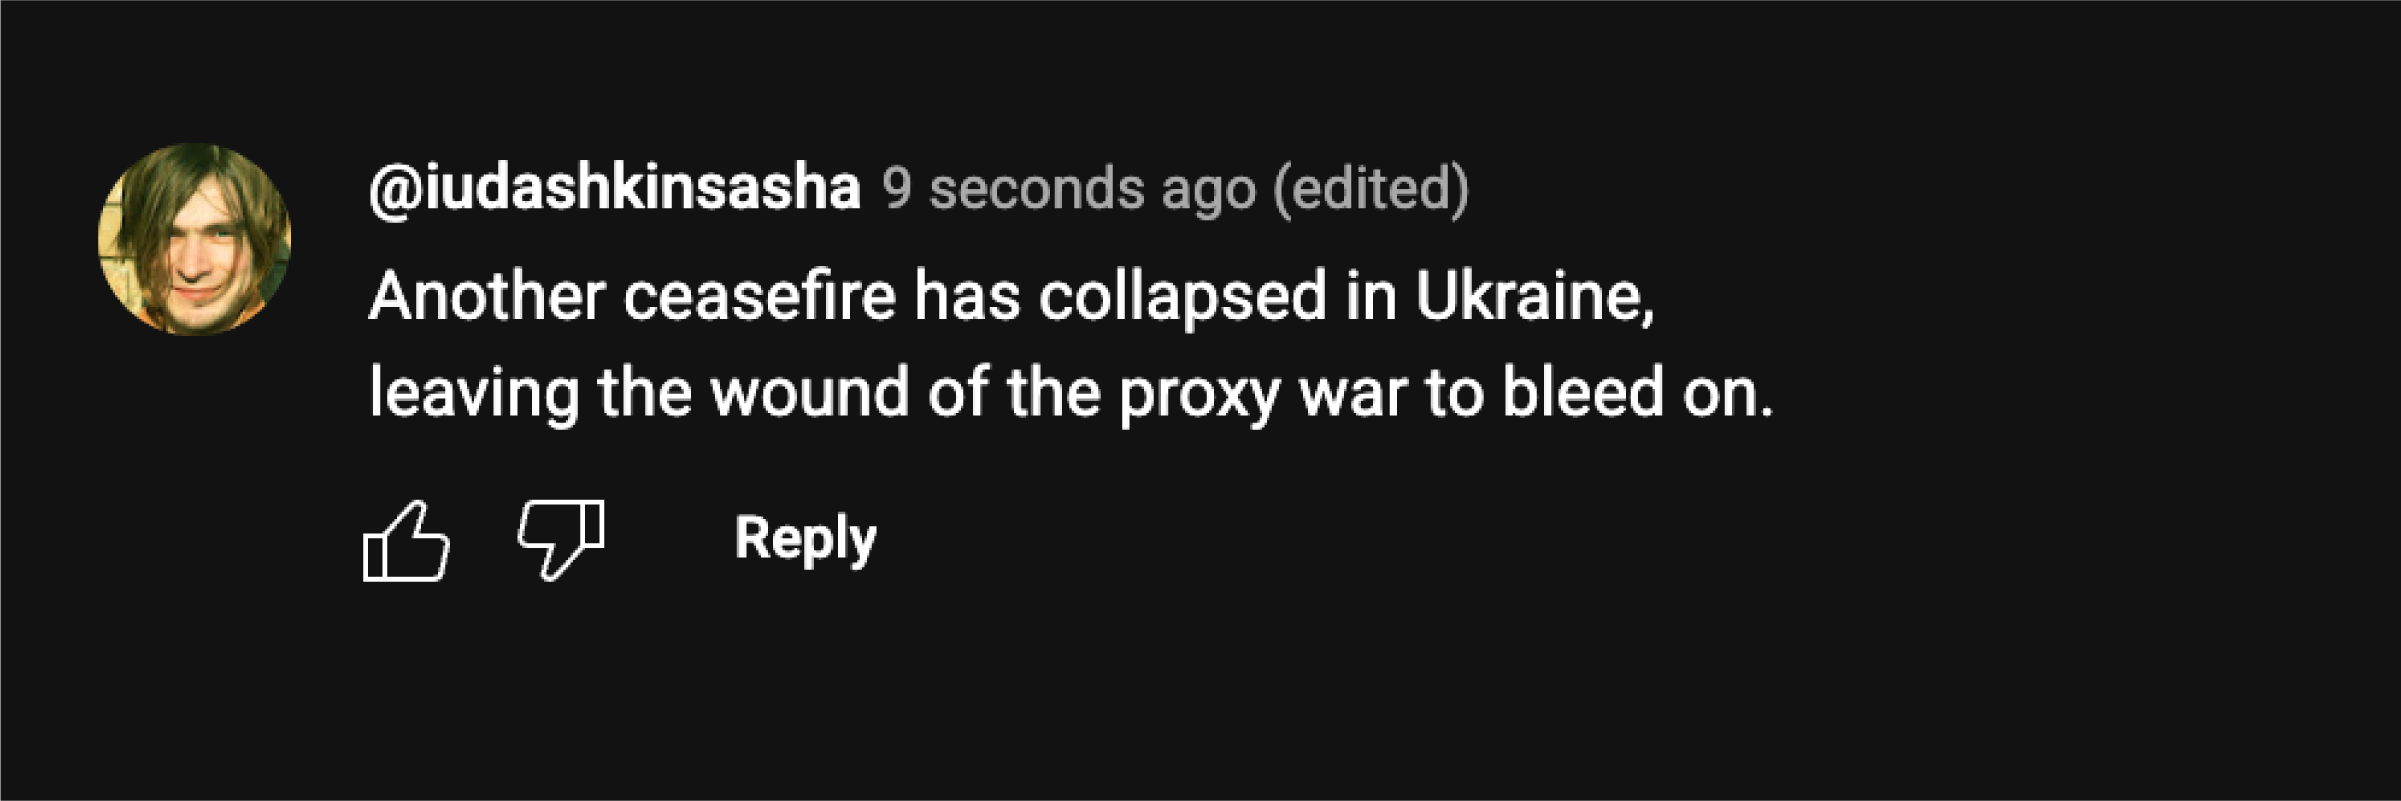 @iudashkinsasha 9 seconds ago (edited)
Another ceasefire has collapsed in Ukraine,
leaving the wound of the proxy war to bleed on.
Reply